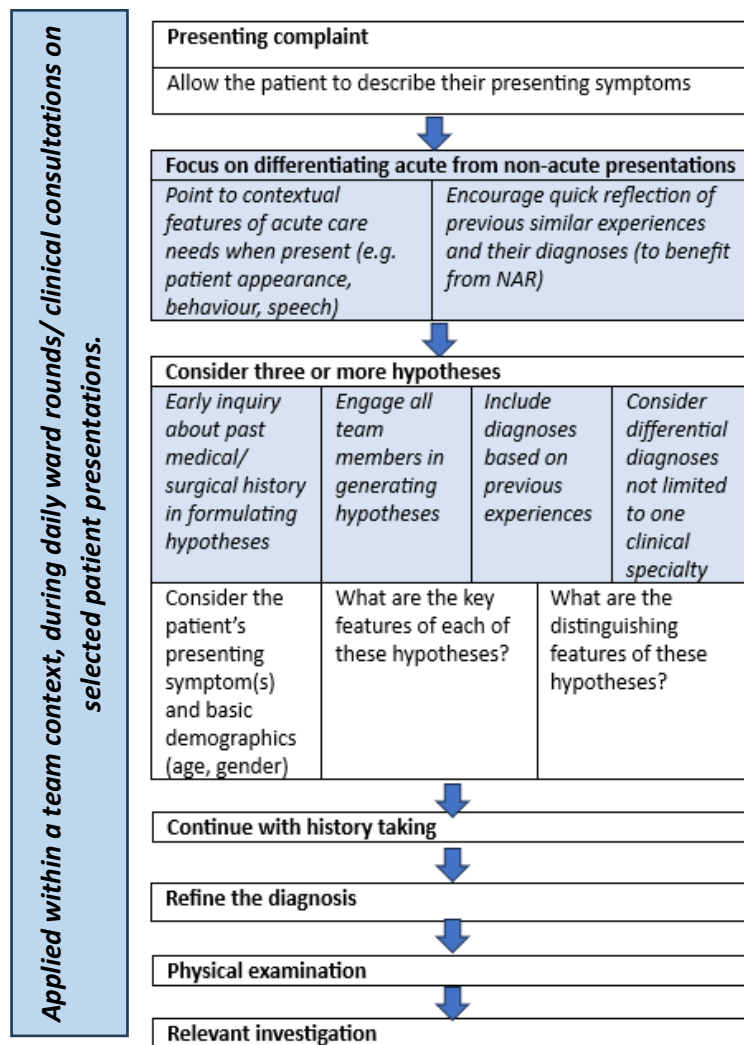 Applied within a team context, during daily ward rounds/ clinical consultations on
selected patient presentations.
Presenting complaint
Allow the patient to describe their presenting symptoms
Focus on differentiating acute from non-acute presentations
Point to contextual
features of acute care
needs when present (e.g.
patient appearance,
behaviour, speech)
Encourage quick reflection of
previous similar experiences
and their diagnoses (to benefit
from NAR)
Consider three or more hypotheses
Early inquiry
about past
medical/
surgical history
in formulating
hypotheses
Engage all
team
members in
generating
hypotheses
Include
diagnoses
based on
previous
experiences
Consider
differential
diagnoses
not limited
to one
clinical
specialty
Consider the
patient's
presenting
symptom(s)
and basic
demographics
(age, gender)
What are the key
features of each of
these hypotheses?
What are the
distinguishing
features of these
hypotheses?
Continue with history taking
Refine the diagnosis
Physical examination
Relevant investigation